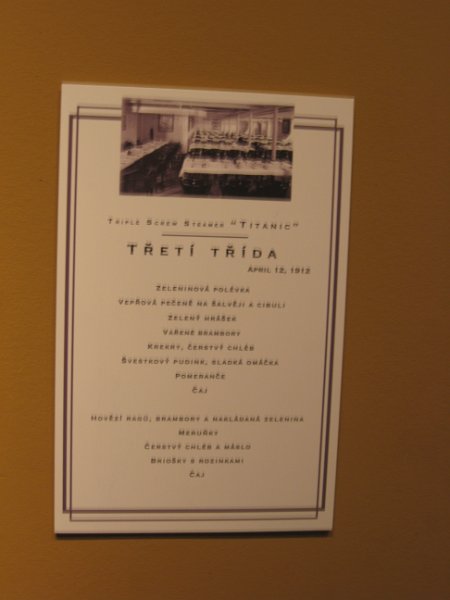 Triple Screw Steamer "Titanic"
Třetí třída
April 12, 1912
Zeleninová polévka
Vepřová pečeně na šalvěji a cibuli
Zelený hrášek
Vařené brambory
Krekry, čerstvý chléb
Švestkový pudink, sladká omáčka
Pomeranče
Čaj
Hovězí ragú, brambory a nakládaná zelenina
Meruňky
Čerstvý chléb a máslo
Briošky s rozinkami
Čaj